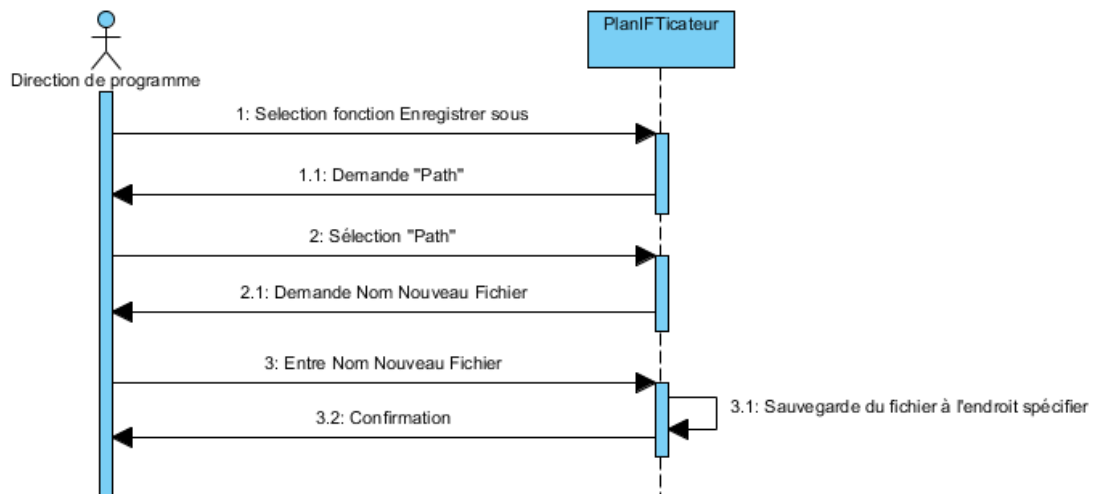 PlanIFTicateur
Direction de programme
1: Selection fonction Enregistrer sous
1.1: Demande "Path"
2: Sélection "Path"
2.1: Demande Nom Nouveau Fichier
3: Entre Nom Nouveau Fichier
3.1: Sauvegarde du fichier à l'endroit spécifier
3.2: Confirmation